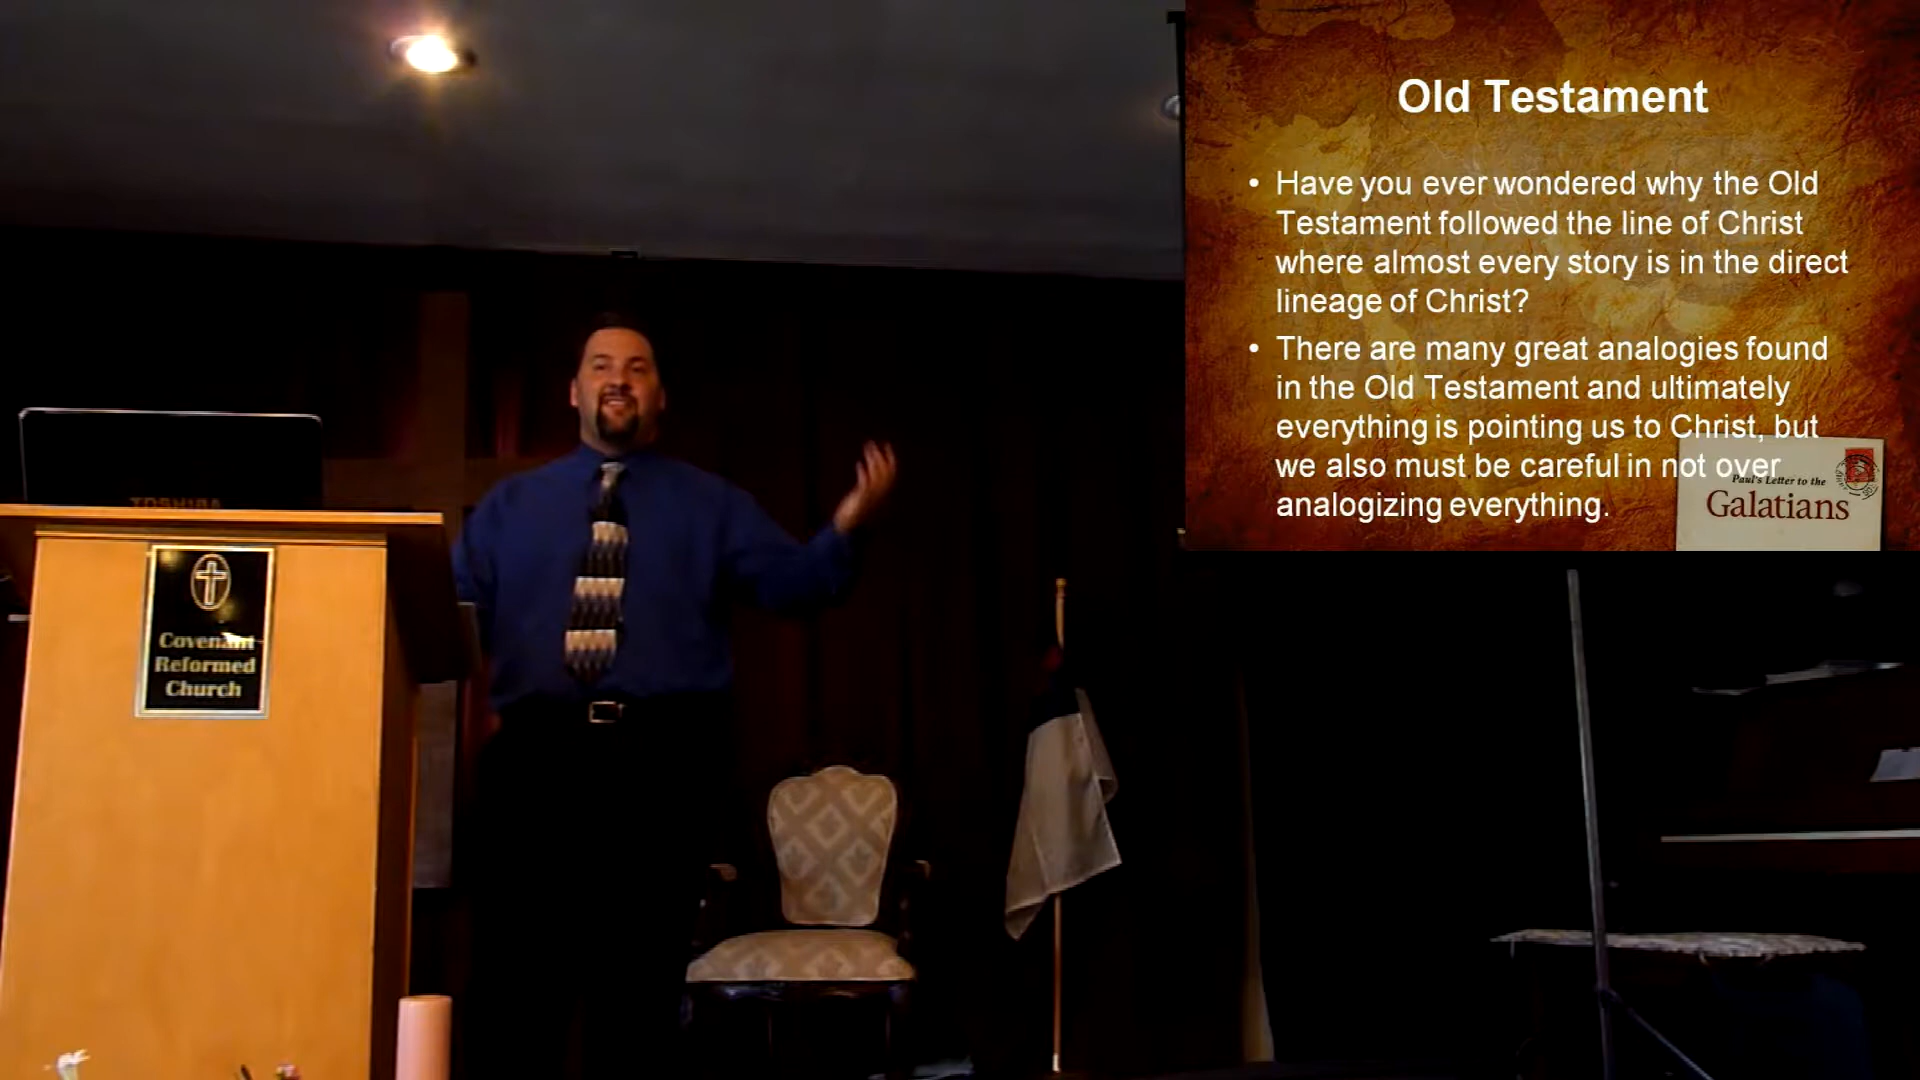 Old Testament
• Have you ever wondered why the Old
Testament followed the line of Christ
where almost every story is in the direct
lineage of Christ?
• There are many great analogies found
in the Old Testament and ultimately
everything is pointing us to Christ, but
we also must be careful in not over
analogizing everything.
Paul's Letter to the
Galatians
TOSHIBA
Covenant
Reformed
Church